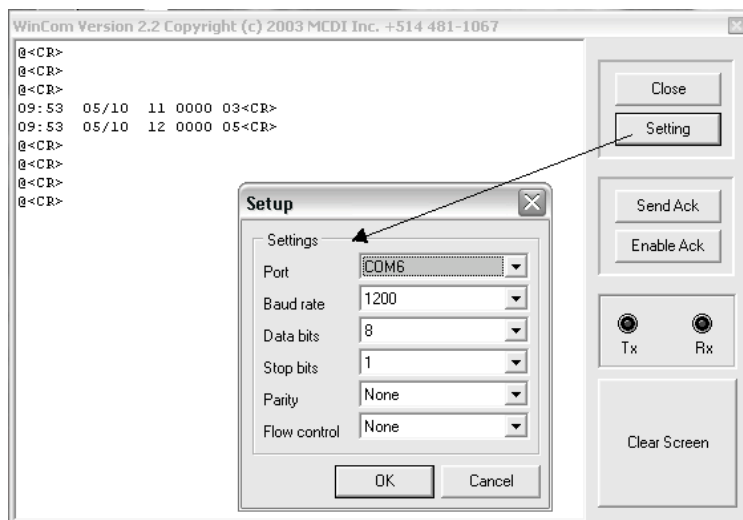 WinCom Version 2.2 Copyright (c) 2003 MCDI Inc. +514 481-1067
@<CR>
@<CR>
@<CR>
09:53 05/10 11 0000 03<CR>
09:53 05/10 12 0000 05<CR>
@<CR>
@<CR>
@<CR>
@<CR>
Close
Setting
Send Ack
Enable Ack
Tx Rx
Clear Screen
Setup
Settings
Port COM6
Baud rate 1200
Data bits 8
Stop bits 1
Parity None
Flow control None
OK Cancel